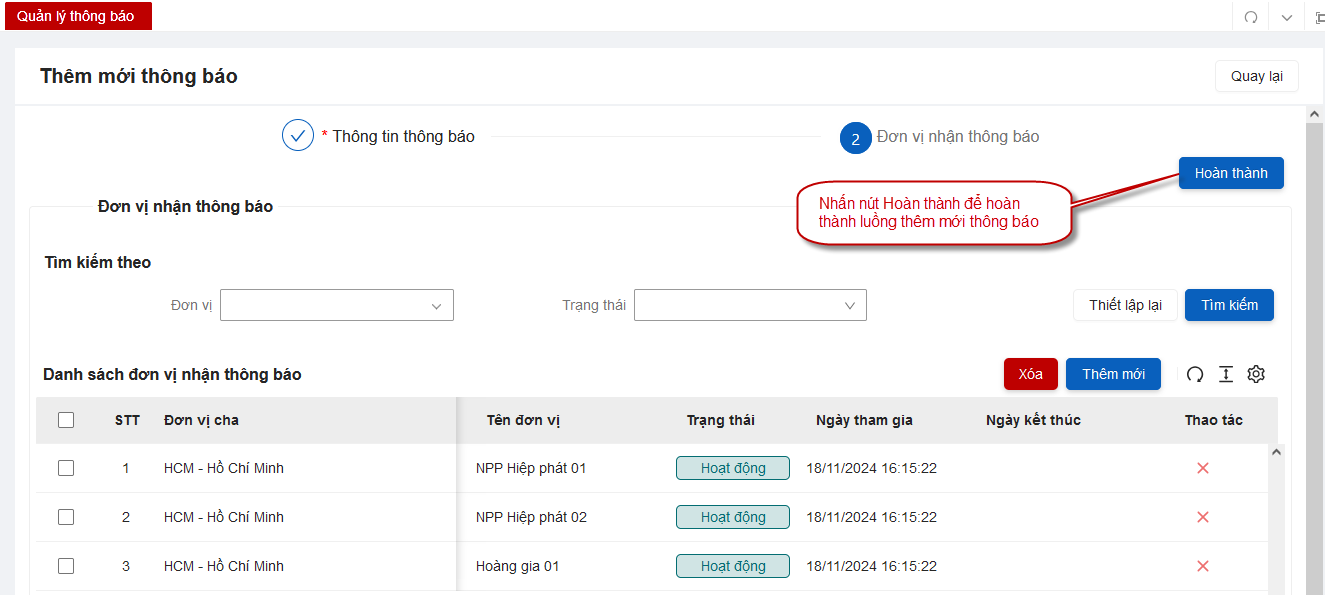 Quản lý thông báo
Thêm mới thông báo
Quay lại
* Thông tin thông báo
2 Đơn vị nhận thông báo
Hoàn thành
Nhấn nút Hoàn thành để hoàn
thành luồng thêm mới thông báo
Đơn vị nhận thông báo
Tìm kiếm theo
Đơn vị Trạng thái Thiết lập lại Tìm kiếm
Danh sách đơn vị nhận thông báo Xóa Thêm mới
STT Đơn vị cha Tên đơn vị Trạng thái Ngày tham gia Ngày kết thúc Thao tác
1 HCM - Hồ Chí Minh NPP Hiệp phát 01 Hoạt động 18/11/2024 16:15:22
2 HCM - Hồ Chí Minh NPP Hiệp phát 02 Hoạt động 18/11/2024 16:15:22
3 HCM - Hồ Chí Minh Hoàng gia 01 Hoạt động 18/11/2024 16:15:22